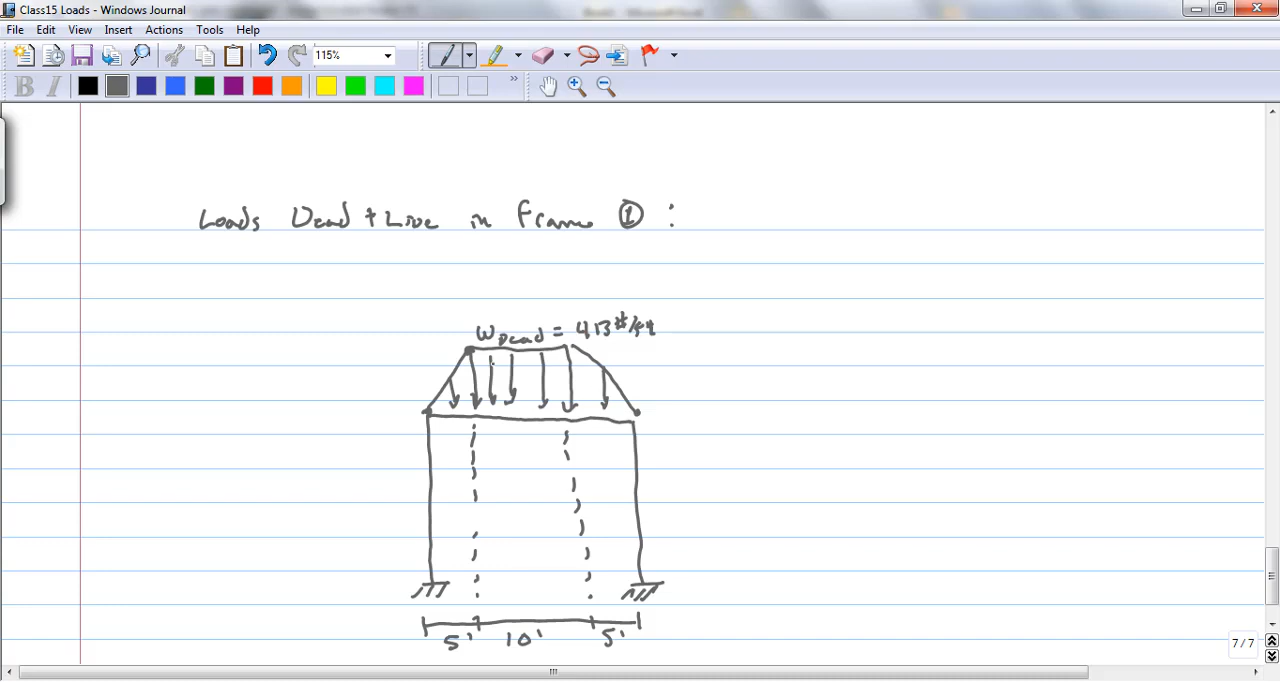 Class15 Loads - Windows Journal
File Edit View Insert Actions Tools Help
115%
B I
Loads Dead + Live in Frame ① :
WDead = 413#/ft
5' 10' 5'
7 / 7